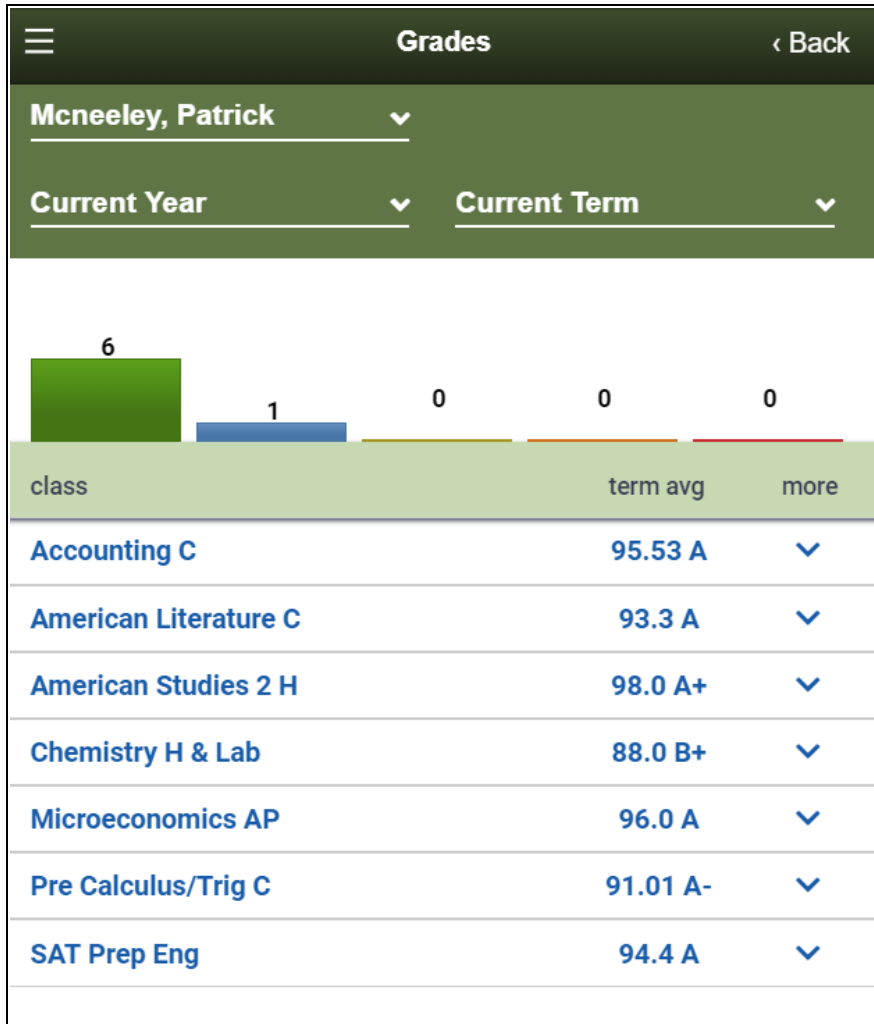 Grades ‹ Back
Mcneeley, Patrick
Current Year Current Term
6 1 0 0 0
class term avg more
Accounting C 95.53 A
American Literature C 93.3 A
American Studies 2 H 98.0 A+
Chemistry H & Lab 88.0 B+
Microeconomics AP 96.0 A
Pre Calculus/Trig C 91.01 A-
SAT Prep Eng 94.4 A